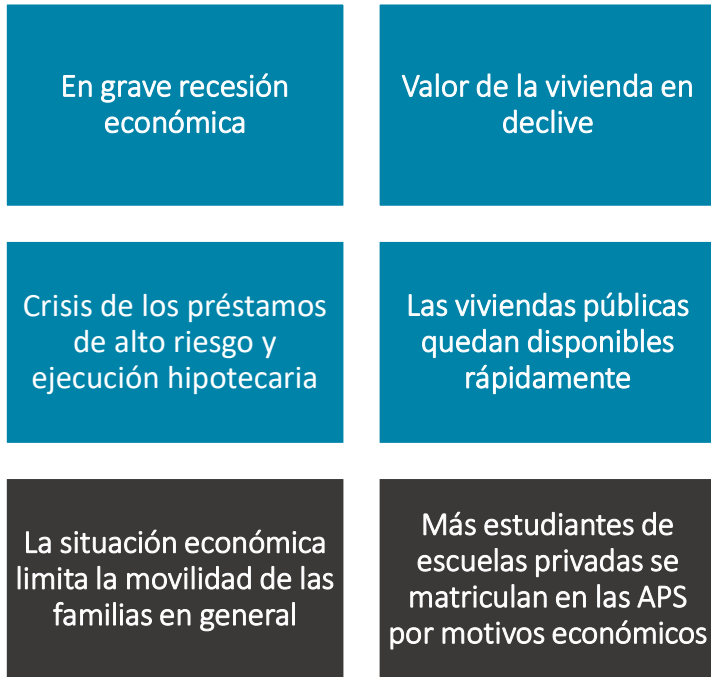 En grave recesión
económica
Valor de la vivienda en
declive
Crisis de los préstamos
de alto riesgo y
ejecución hipotecaria
Las viviendas públicas
quedan disponibles
rápidamente
La situación económica
limita la movilidad de las
familias en general
Más estudiantes de
escuelas privadas se
matriculan en las APS
por motivos económicos